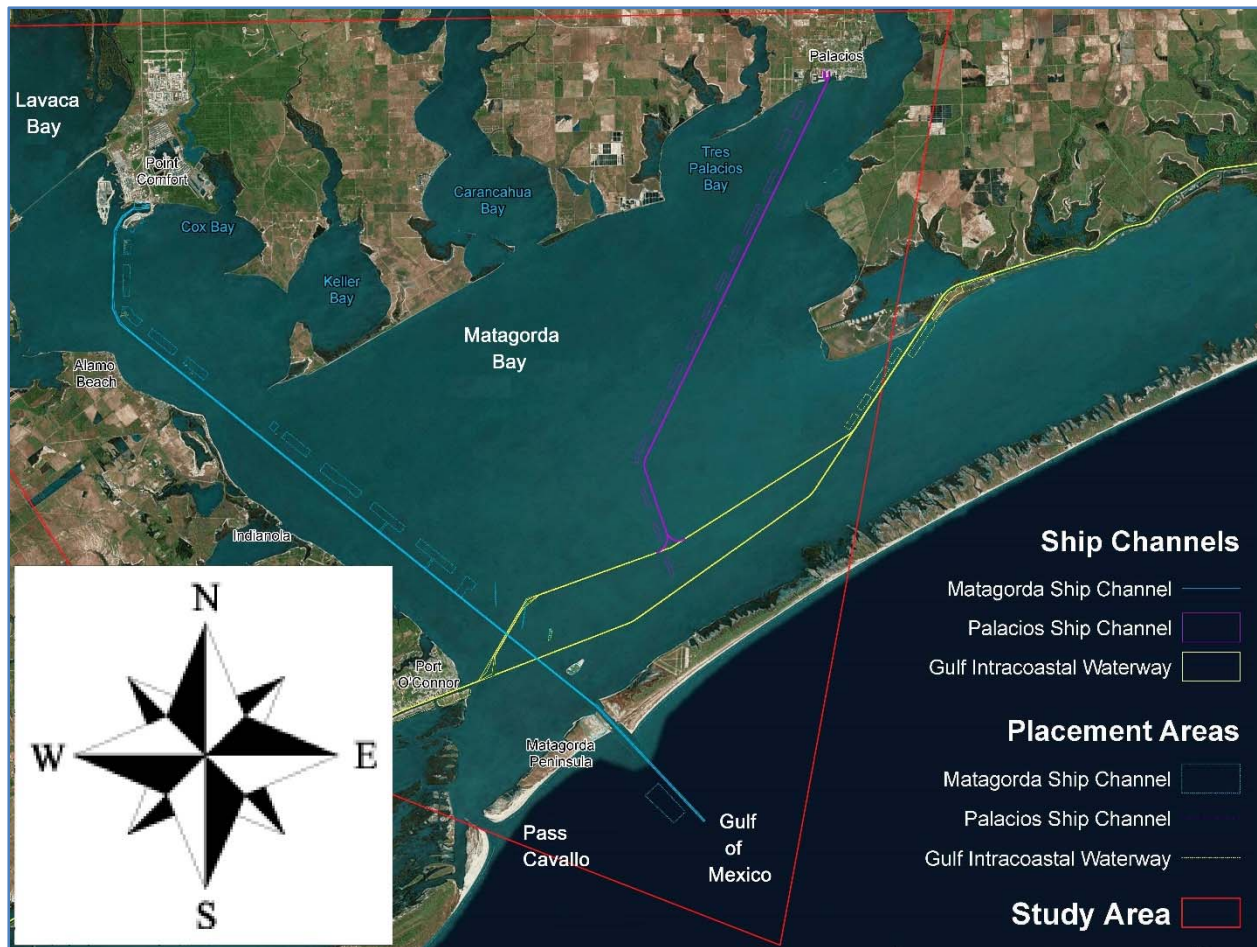 Palacios
Lavaca
Bay
Point
Comfort
Tres
Palacios
Bay
Carancahua
Bay
Cox Bay
Keller
Bay
Matagorda
Bay
Alamo
Beach
Indianola
Ship Channels
Matagorda Ship Channel
Palacios Ship Channel
Gulf Intracoastal Waterway
Port
O'Connor
Matagorda
Peninsula
Placement Areas
Matagorda Ship Channel
Palacios Ship Channel
Gulf Intracoastal Waterway
Pass
Cavallo
Gulf
of
Mexico
Study Area
N
W
E
S